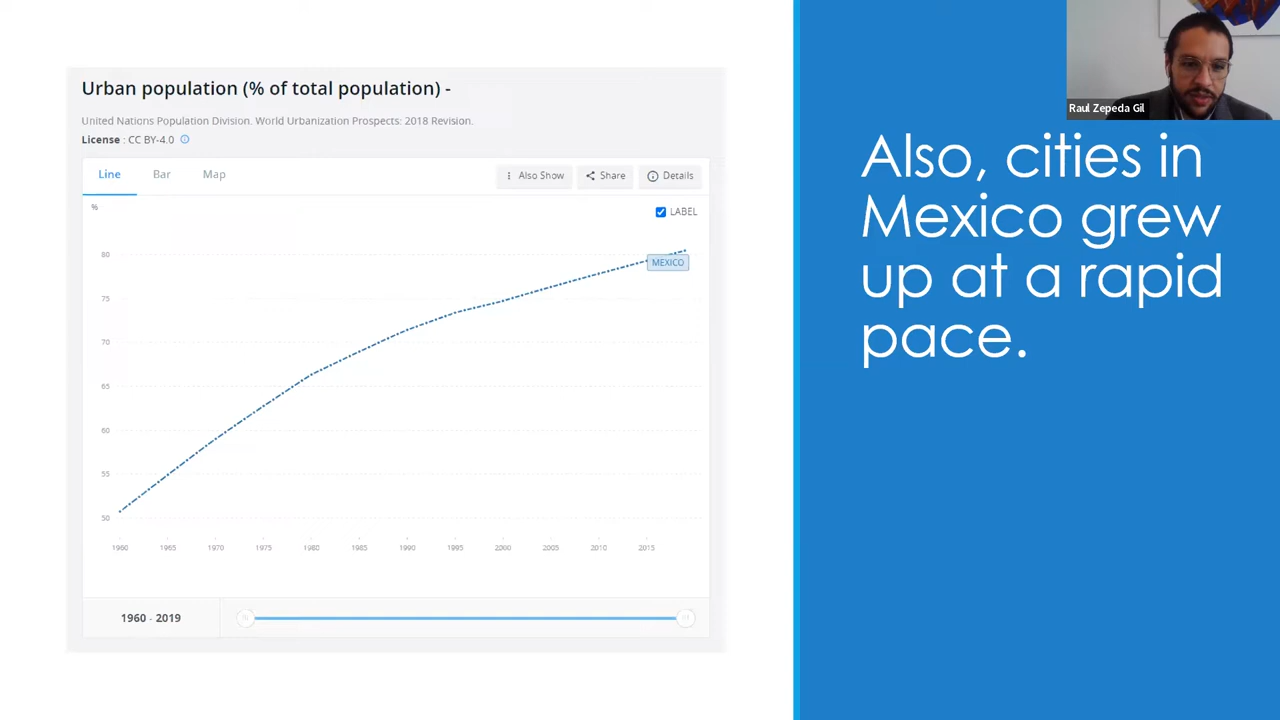 Urban population (% of total population) -
United Nations Population Division. World Urbanization Prospects: 2018 Revision.
License : CC BY-4.0
Line Bar Map Also Show Share Details
%
LABEL
80
MEXICO
75
70
65
60
55
50
1960 1965 1970 1975 1980 1985 1990 1995 2000 2005 2010 2015
1960 - 2019
Raul Zepeda Gil
Also, cities in
Mexico grew
up at a rapid
pace.